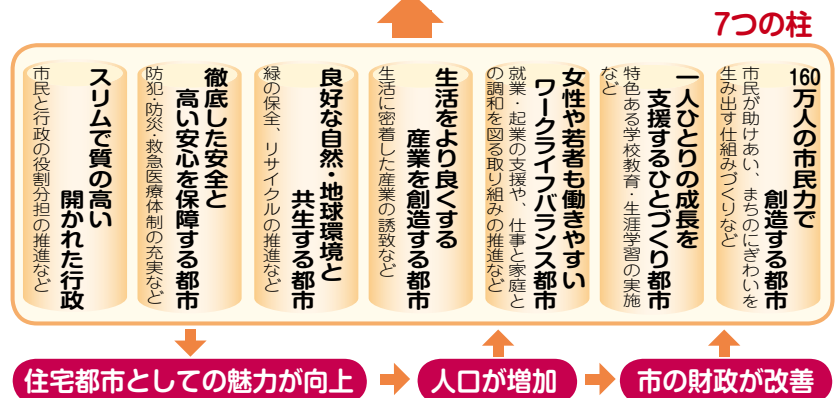 7つの柱
160万人の市民力で
創造する都市
市民が助けあい、まちのにぎわいを
生み出す仕組みづくりなど
一人ひとりの成長を
支援するひとづくり都市
特色ある学校教育・生涯学習の実施
など
女性や若者も働きやすい
ワークライフバランス都市
就業・起業の支援や、仕事と家庭と
の調和を図る取り組みの推進など
生活をより良くする
産業を創造する都市
生活に密着した産業の誘致など
良好な自然・地球環境と
共生する都市
緑の保全、リサイクルの推進など
徹底した安全と
高い安心を保障する都市
防犯・防災・救急医療体制の充実など
スリムで質の高い
開かれた行政
市民と行政の役割分担の推進など
住宅都市としての魅力が向上
人口が増加
市の財政が改善